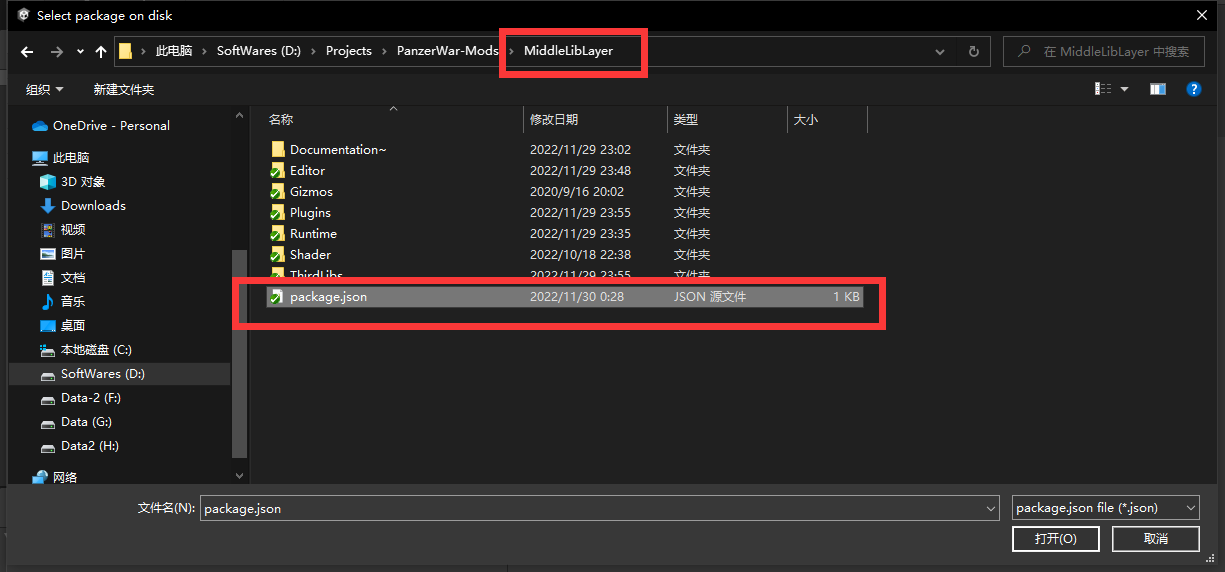 Select package on disk
此电脑 SoftWares (D:) Projects PanzerWar-Mods MiddleLibLayer
在 MiddleLibLayer 中搜索
组织 新建文件夹
OneDrive - Personal
此电脑
3D 对象
Downloads
视频
图片
文档
音乐
桌面
本地磁盘 (C:)
SoftWares (D:)
Data-2 (F:)
Data (G:)
Data2 (H:)
网络
名称 修改日期 类型 大小
Documentation~ 2022/11/29 23:02 文件夹
Editor 2022/11/29 23:48 文件夹
Gizmos 2020/9/16 20:02 文件夹
Plugins 2022/11/29 23:55 文件夹
Runtime 2022/11/29 23:35 文件夹
Shader 2022/10/18 22:38 文件夹
ThirdLibs 2022/11/29 23:55 文件夹
package.json 2022/11/30 0:28 JSON 源文件 1 KB
文件名(N): package.json package.json file (*.json)
打开(O) 取消